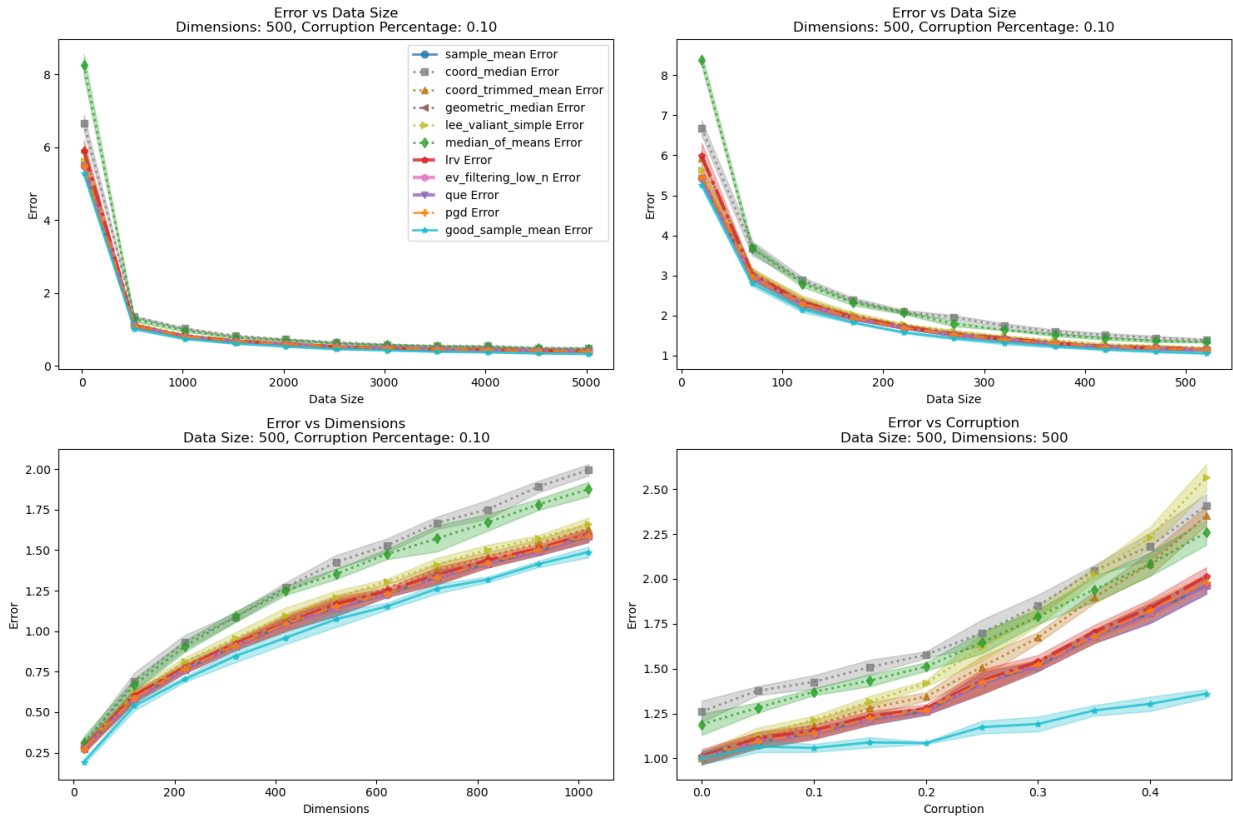 Error vs Data Size
Dimensions: 500, Corruption Percentage: 0.10
8
6
4
2
0
Error
sample_mean Error
coord_median Error
coord_trimmed_mean Error
geometric_median Error
lee_valiant_simple Error
median_of_means Error
lrv Error
ev_filtering_low_n Error
que Error
pgd Error
good_sample_mean Error
0 1000 2000 3000 4000 5000
Data Size
Error vs Data Size
Dimensions: 500, Corruption Percentage: 0.10
8
7
6
5
4
3
2
1
Error
0 100 200 300 400 500
Data Size
Error vs Dimensions
Data Size: 500, Corruption Percentage: 0.10
2.00
1.75
1.50
1.25
1.00
0.75
0.50
0.25
Error
0 200 400 600 800 1000
Dimensions
Error vs Corruption
Data Size: 500, Dimensions: 500
2.50
2.25
2.00
1.75
1.50
1.25
1.00
Error
0.0 0.1 0.2 0.3 0.4
Corruption